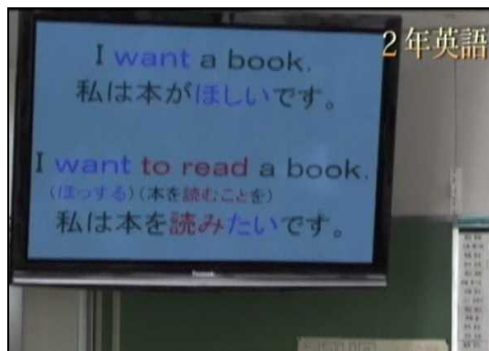 ２年英語
I want a book.
私は本がほしいです。
I want to read a book.
(ほっする)(本を読むことを)
私は本を読みたいです。
Panasonic